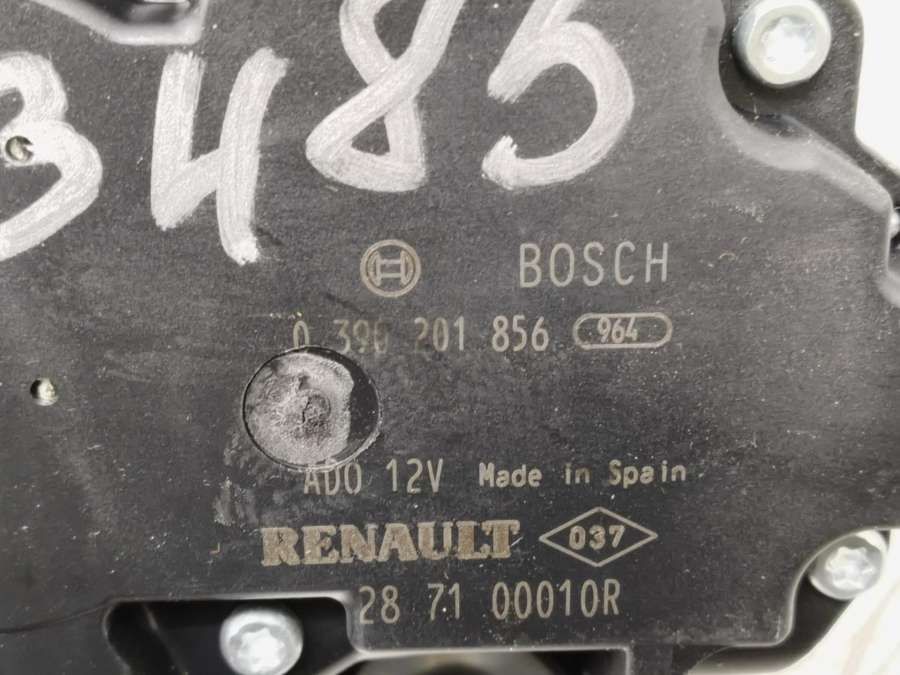 3485
BOSCH
0 390 201 856 964
ADO 12V Made in Spain
RENAULT 037
28 71 00010R